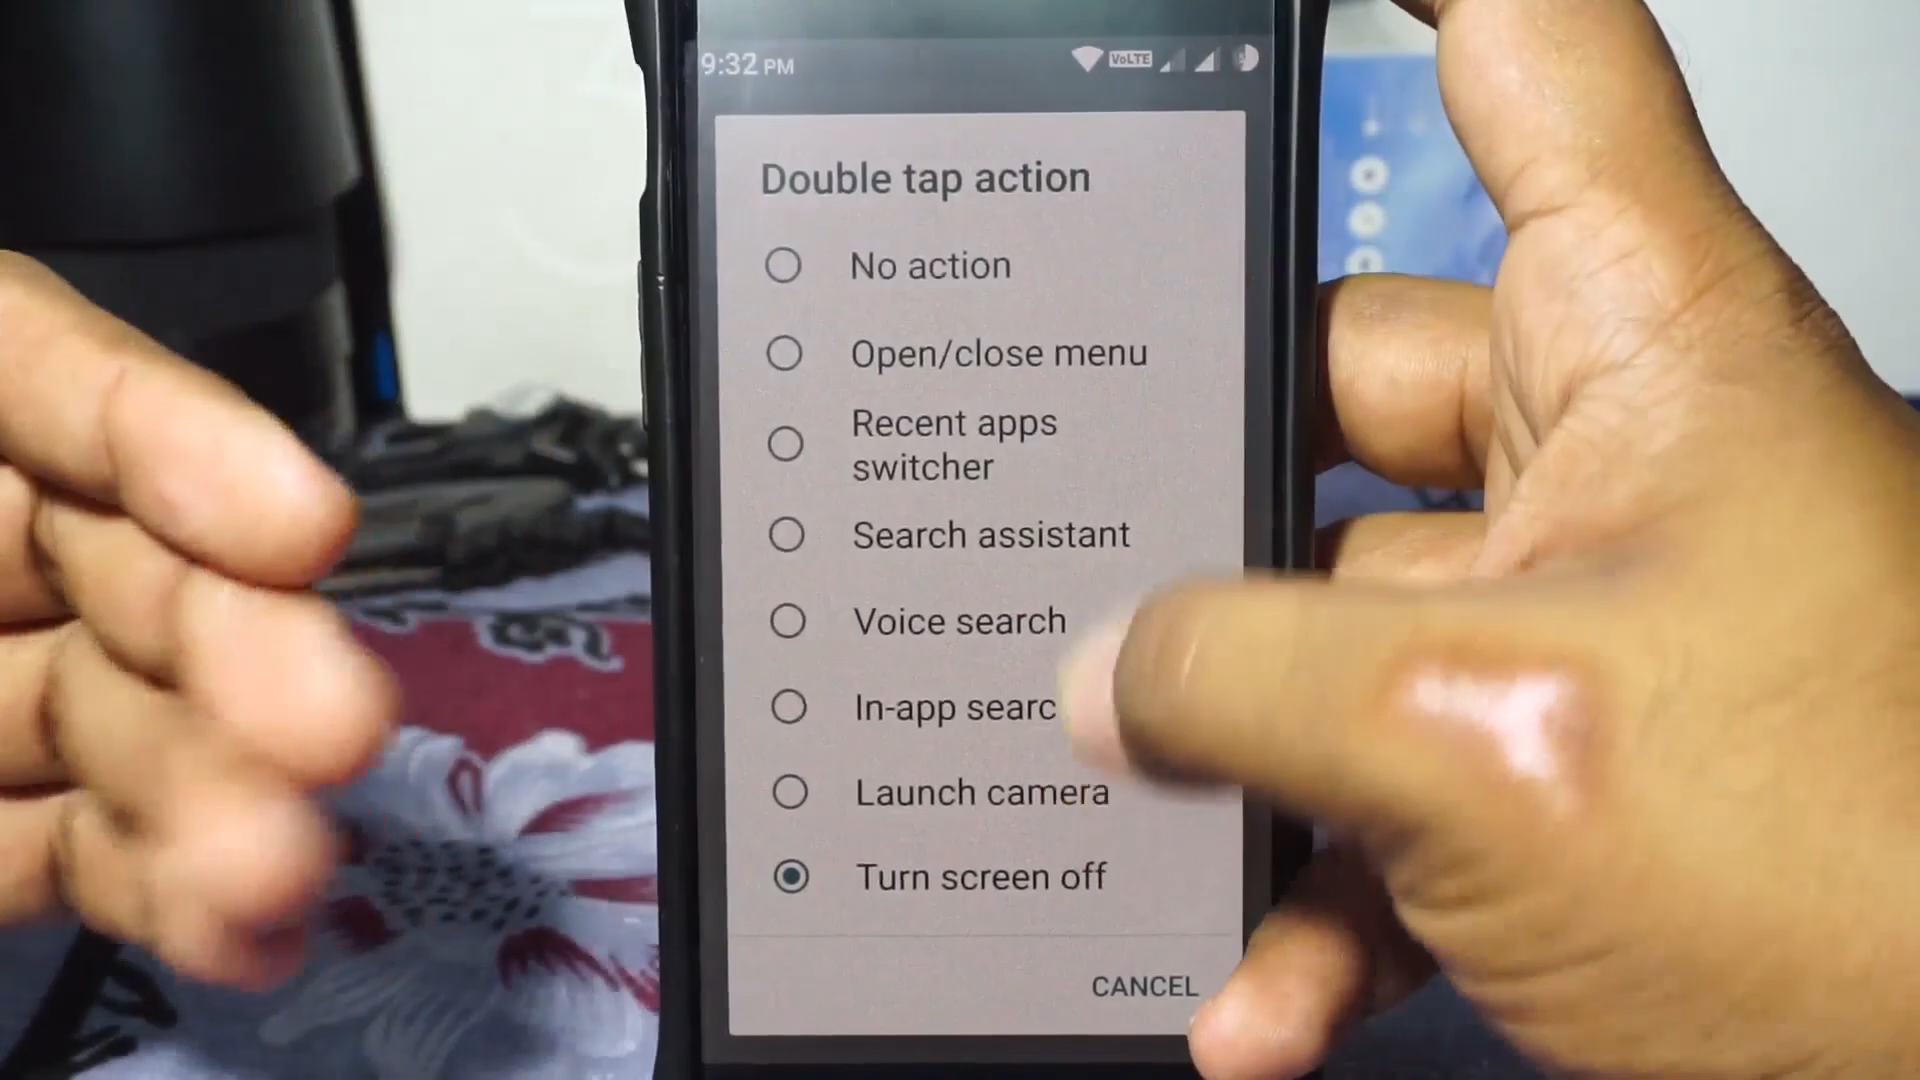 9:32 PM
VoLTE
Double tap action
No action
Open/close menu
Recent apps
switcher
Search assistant
Voice search
In-app searc
Launch camera
Turn screen off
CANCEL